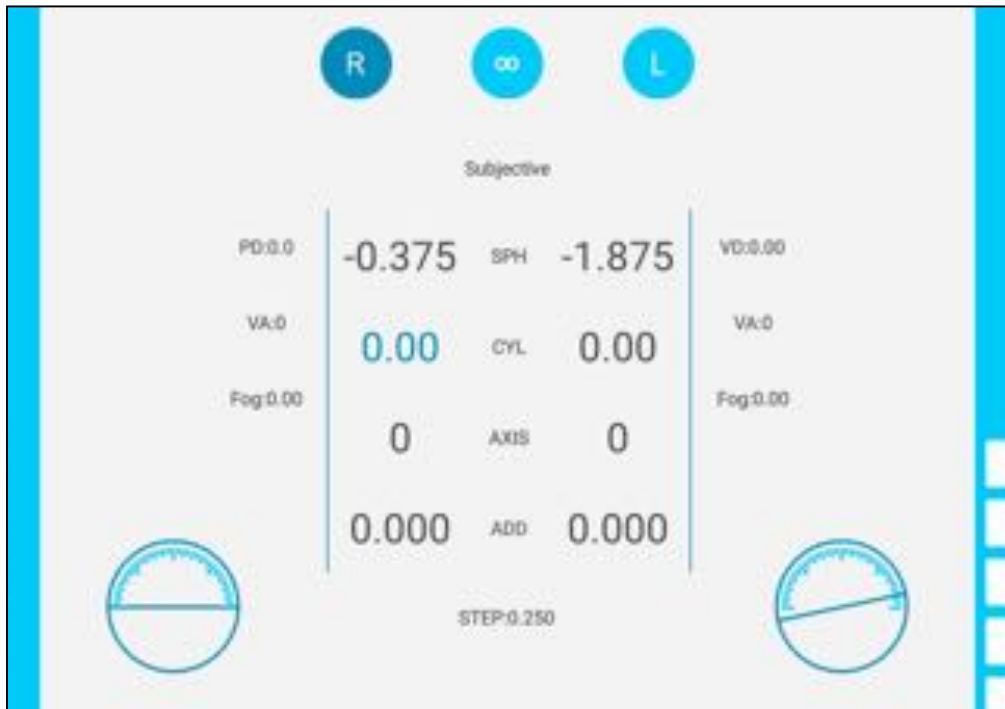 R ∞ L
Subjective
PD:0.0 -0.375 SPH -1.875 VD:0.00
VA:0 0.00 CYL 0.00 VA:0
Fog:0.00 Fog:0.00
0 AXIS 0
0.000 ADD 0.000
STEP:0.250